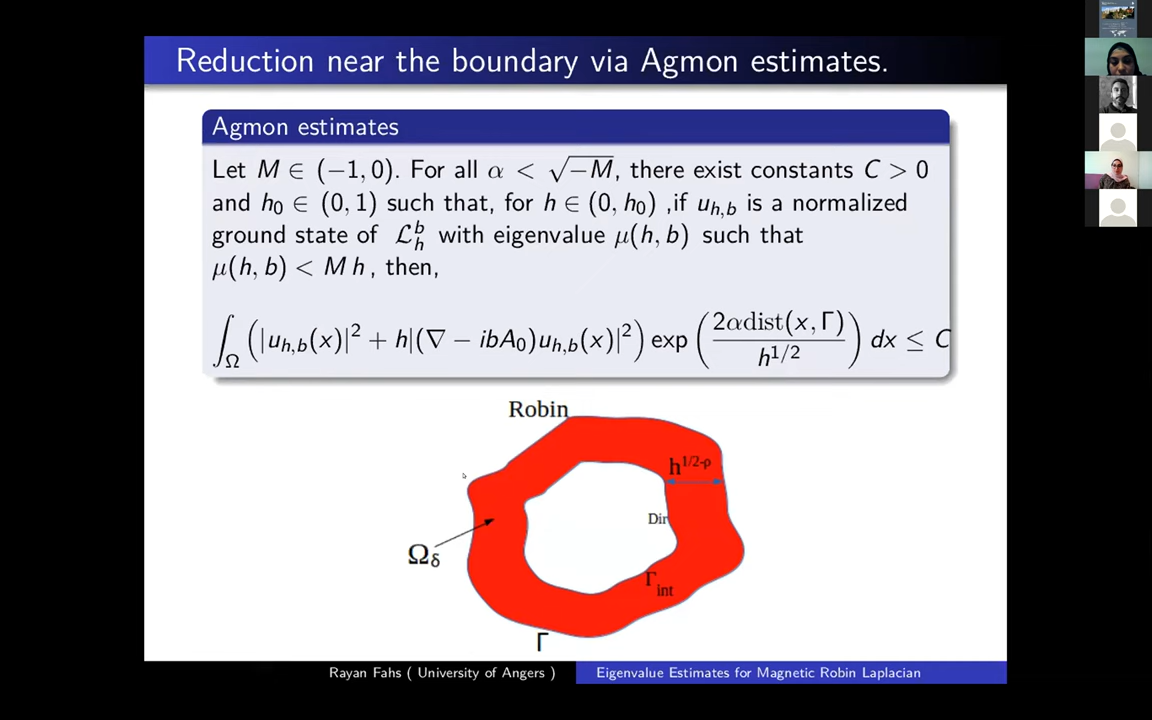 Reduction near the boundary via Agmon estimates.
Agmon estimates
Let M ∈ (−1, 0). For all α < √−M, there exist constants C > 0
and h₀ ∈ (0, 1) such that, for h ∈ (0, h₀) ,if u_{h,b} is a normalized
ground state of ℒ_h^b with eigenvalue μ(h, b) such that
μ(h, b) < M h , then,
∫_Ω (|u_{h,b}(x)|² + h|(∇ − ibA₀)u_{h,b}(x)|²) exp (2αdist(x, Γ) / h^{1/2}) dx ≤ C
Robin
h^{1/2-ρ}
Dir
Ω_δ
Γ_int
Γ
Rayan Fahs ( University of Angers )
Eigenvalue Estimates for Magnetic Robin Laplacian